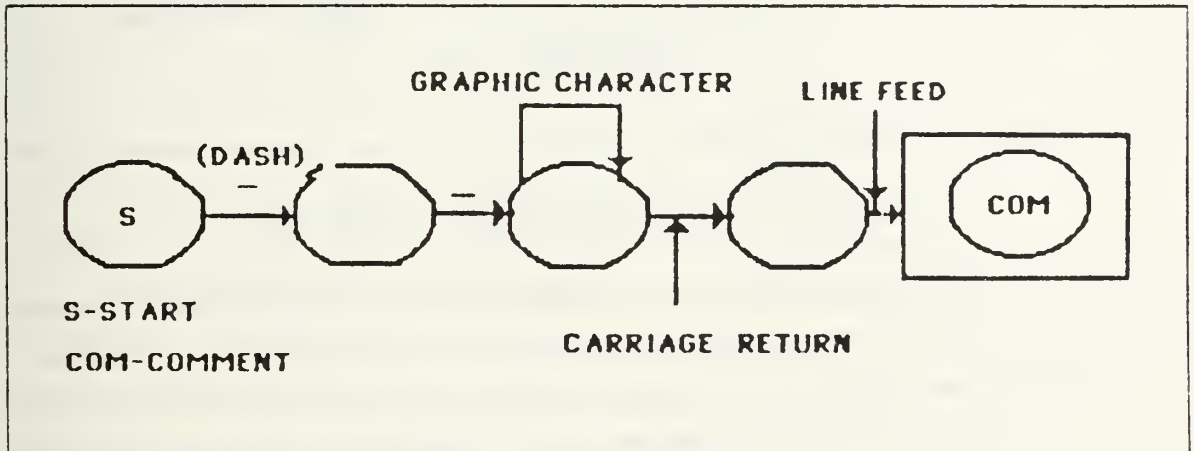 GRAPHIC CHARACTER
LINE FEED
(DASH)
–
–
S
COM
S-START
CARRIAGE RETURN
COM-COMMENT